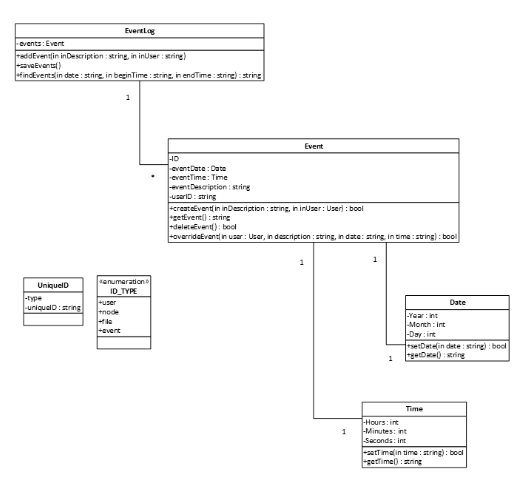 EventLog
-events : Event
+addEvent(in inDescription : string, in inUser : string)
+saveEvents()
+findEvents(in date : string, in beginTime : string, in endTime : string) : string
1
*
Event
-ID
-eventDate : Date
-eventTime : Time
-eventDescription : string
-userID : string
+createEvent(in inDescription : string, in inUser : User) : bool
+getEvent() : string
+deleteEvent() : bool
+overrideEvent(in user : User, in description : string, in date : string, in time : string) : bool
1
1
UniqueID
-type
-uniqueID : string
«enumeration»
ID_TYPE
+user
+node
+file
+event
Date
-Year : int
-Month : int
-Day : int
+setDate(in date : string) : bool
+getDate() : string
1
Time
-Hours : int
-Minutes : int
-Seconds : int
+setTime(in time : string) : bool
+getTime() : string
1